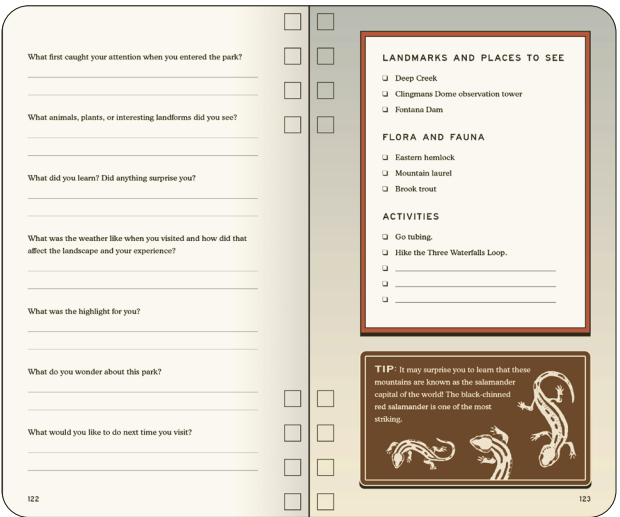 What first caught your attention when you entered the park?
What animals, plants, or interesting landforms did you see?
What did you learn? Did anything surprise you?
What was the weather like when you visited and how did that
affect the landscape and your experience?
What was the highlight for you?
What do you wonder about this park?
What would you like to do next time you visit?
122
LANDMARKS AND PLACES TO SEE
Deep Creek
Clingmans Dome observation tower
Fontana Dam
FLORA AND FAUNA
Eastern hemlock
Mountain laurel
Brook trout
ACTIVITIES
Go tubing.
Hike the Three Waterfalls Loop.
TIP: It may surprise you to learn that these
mountains are known as the salamander
capital of the world! The black-chinned
red salamander is one of the most
striking.
123